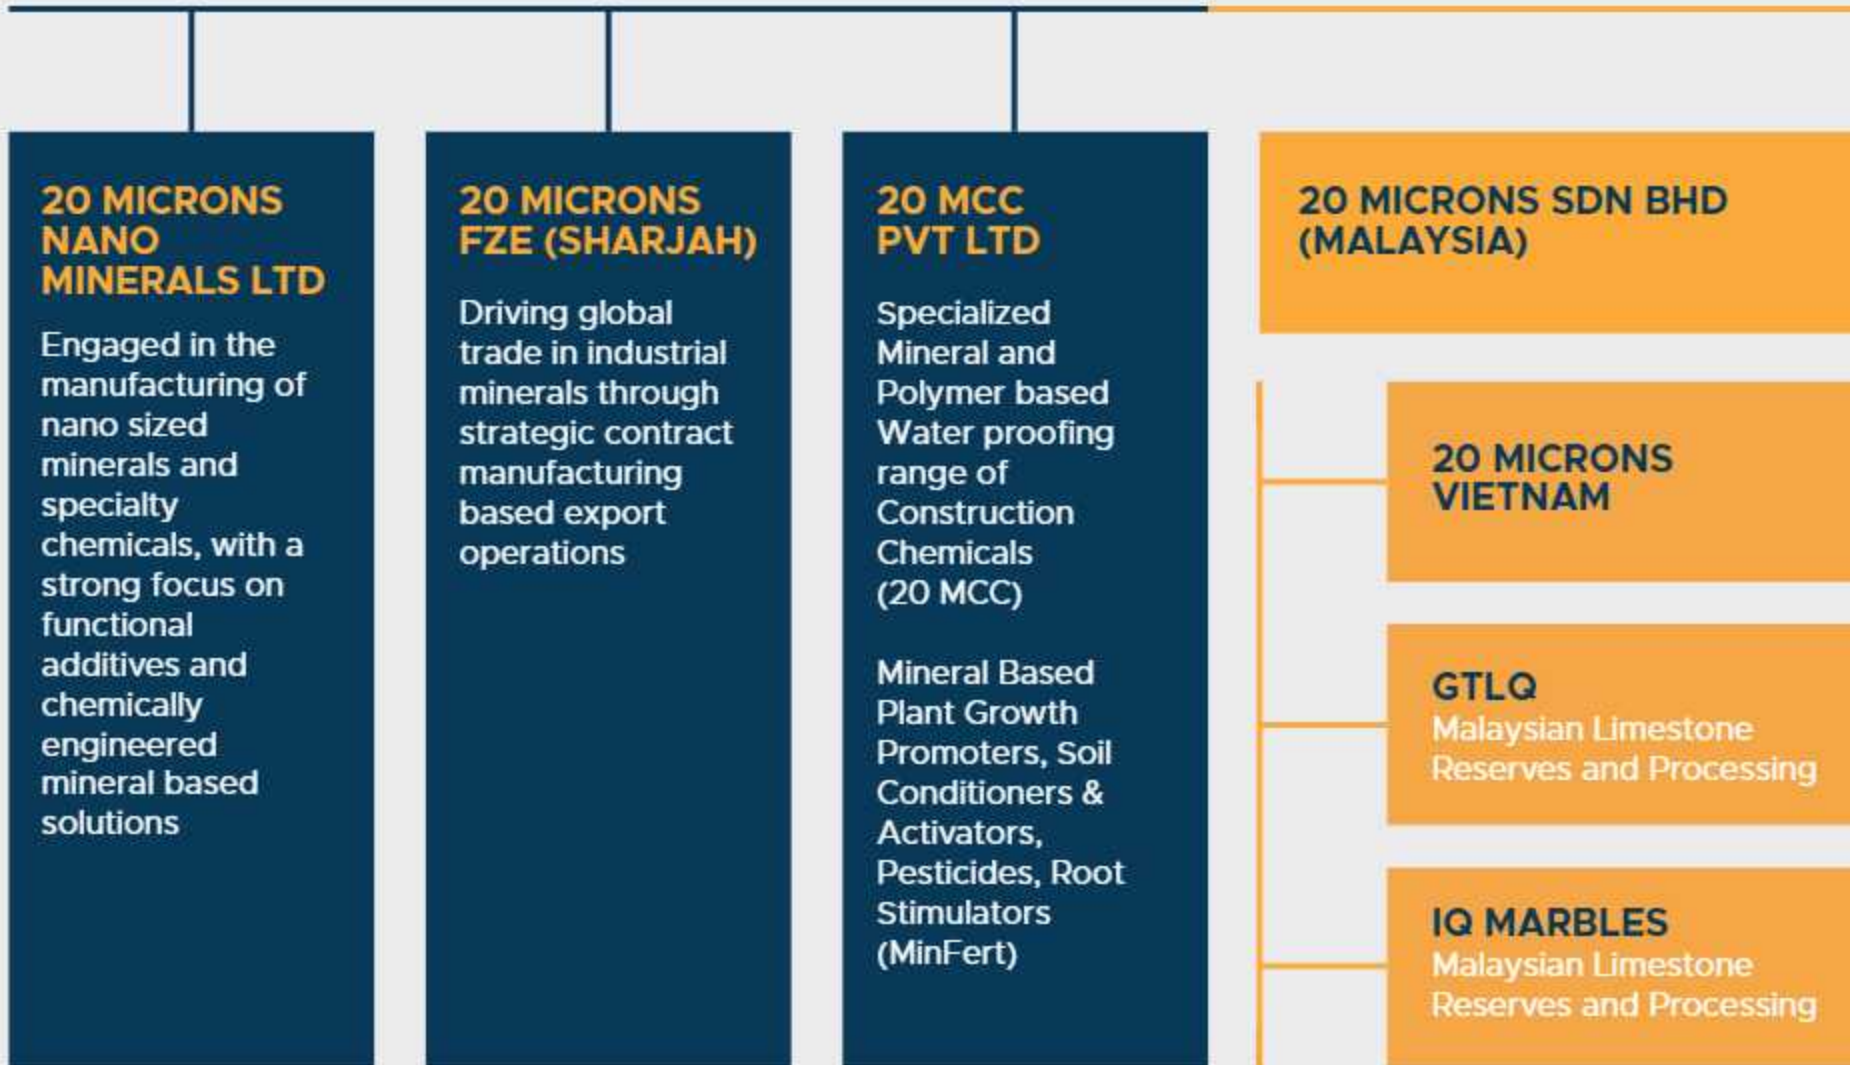 20 MICRONS
NANO
MINERALS LTD
Engaged in the
manufacturing of
nano sized
minerals and
specialty
chemicals, with a
strong focus on
functional
additives and
chemically
engineered
mineral based
solutions
20 MICRONS
FZE (SHARJAH)
Driving global
trade in industrial
minerals through
strategic contract
manufacturing
based export
operations
20 MCC
PVT LTD
Specialized
Mineral and
Polymer based
Water proofing
range of
Construction
Chemicals
(20 MCC)
Mineral Based
Plant Growth
Promoters, Soil
Conditioners &
Activators,
Pesticides, Root
Stimulators
(MinFert)
20 MICRONS SDN BHD
(MALAYSIA)
20 MICRONS
VIETNAM
GTLQ
Malaysian Limestone
Reserves and Processing
IQ MARBLES
Malaysian Limestone
Reserves and Processing